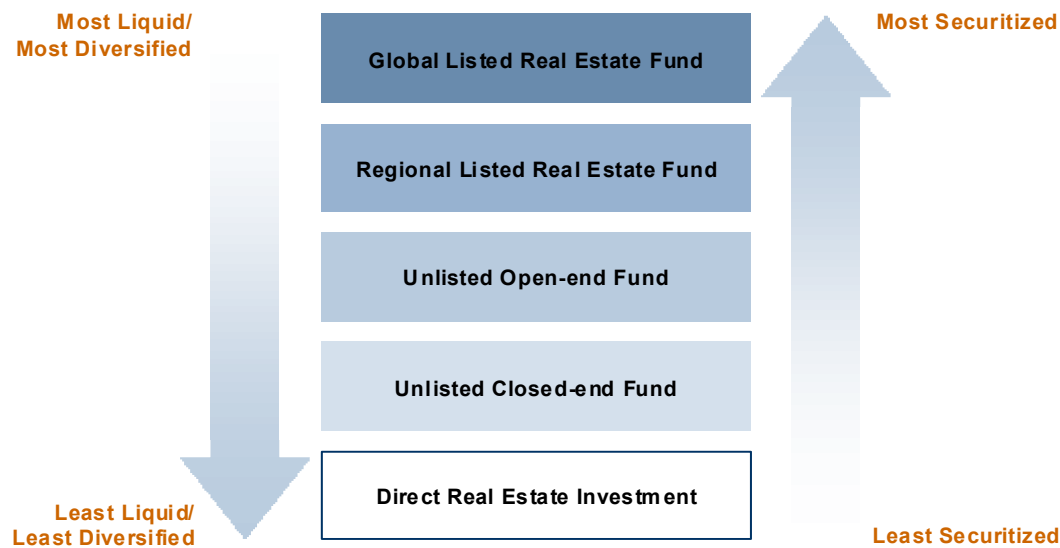 Most Liquid/
Most Diversified
Most Securitized
Global Listed Real Estate Fund
Regional Listed Real Estate Fund
Unlisted Open-end Fund
Unlisted Closed-end Fund
Direct Real Estate Investment
Least Liquid/
Least Diversified
Least Securitized